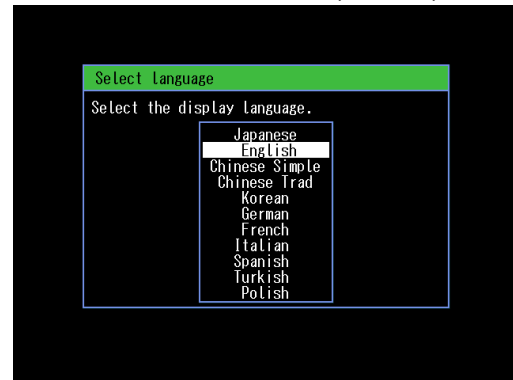 Select language
Select the display language.
Japanese
English
Chinese Simple
Chinese Trad
Korean
German
French
Italian
Spanish
Turkish
Polish